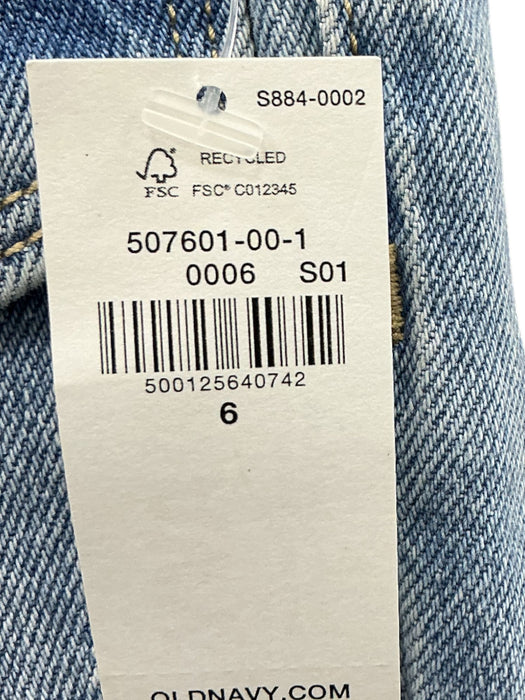 S884-0002
RECYCLED
FSC FSC® C012345
507601-00-1
0006 S01
500125640742
6
OLDNAVY.COM